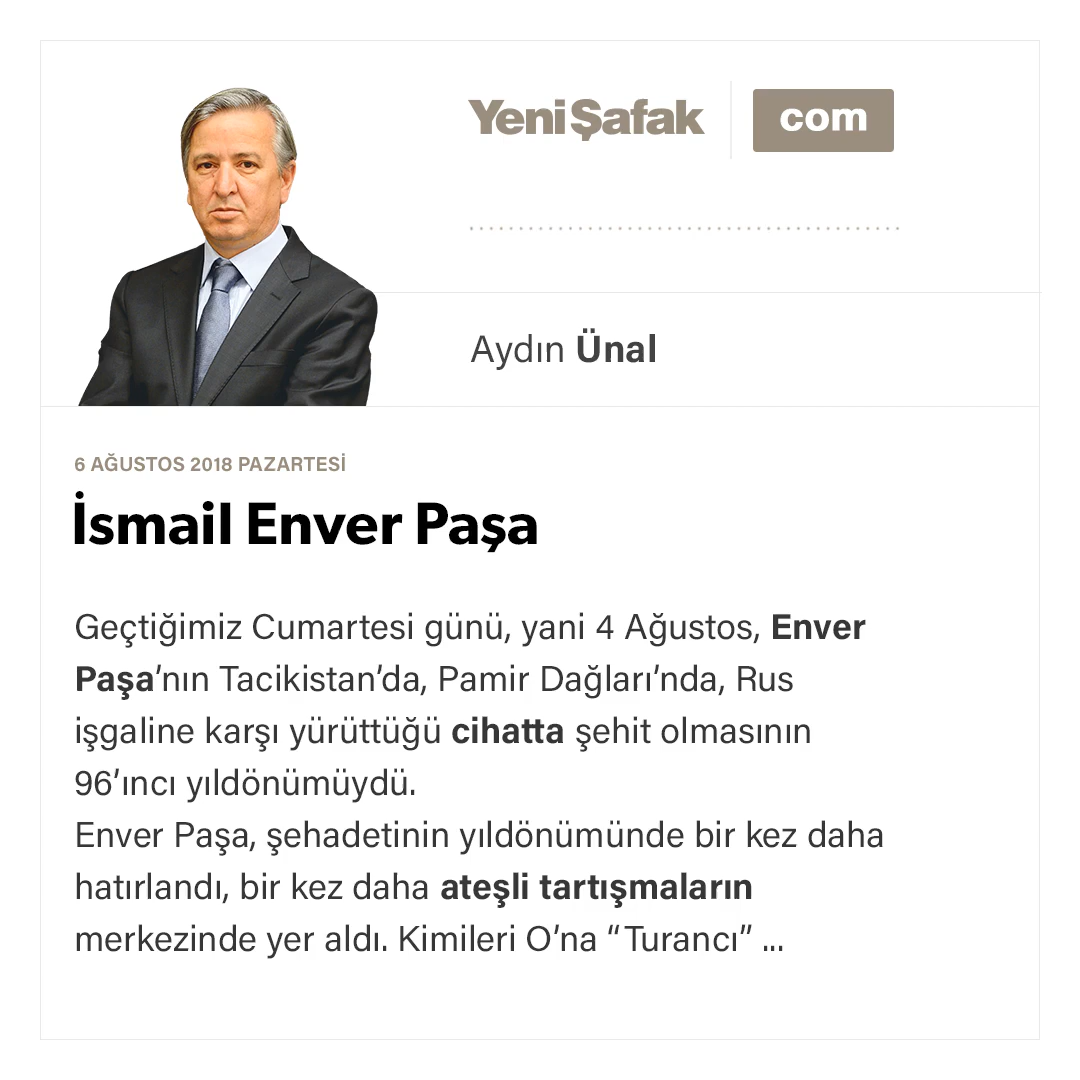 YeniŞafak com
Aydın Ünal
6 AĞUSTOS 2018 PAZARTESİ
İsmail Enver Paşa
Geçtiğimiz Cumartesi günü, yani 4 Ağustos, Enver
Paşa’nın Tacikistan’da, Pamir Dağları’nda, Rus
işgaline karşı yürüttüğü cihatta şehit olmasının
96’ıncı yıldönümüydü.
Enver Paşa, şehadetinin yıldönümünde bir kez daha
hatırlandı, bir kez daha ateşli tartışmaların
merkezinde yer aldı. Kimileri O’na “Turancı” ...